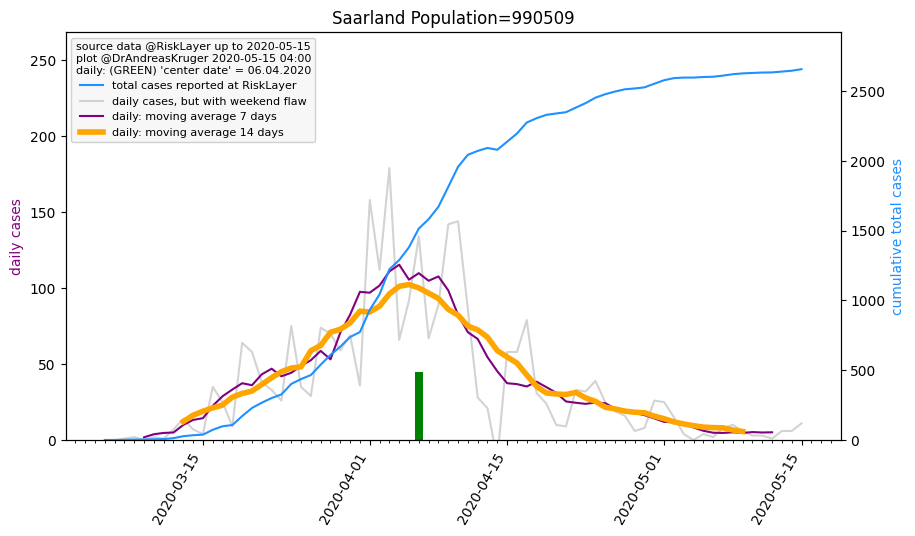 Saarland Population=990509
source data @RiskLayer up to 2020-05-15
plot @DrAndreasKruger 2020-05-15 04:00
daily: (GREEN) 'center date' = 06.04.2020
total cases reported at RiskLayer
daily cases, but with weekend flaw
daily: moving average 7 days
daily: moving average 14 days
daily cases
250
200
150
100
50
0
cumulative total cases
2500
2000
1500
1000
500
0
2020-03-15
2020-04-01
2020-04-15
2020-05-01
2020-05-15